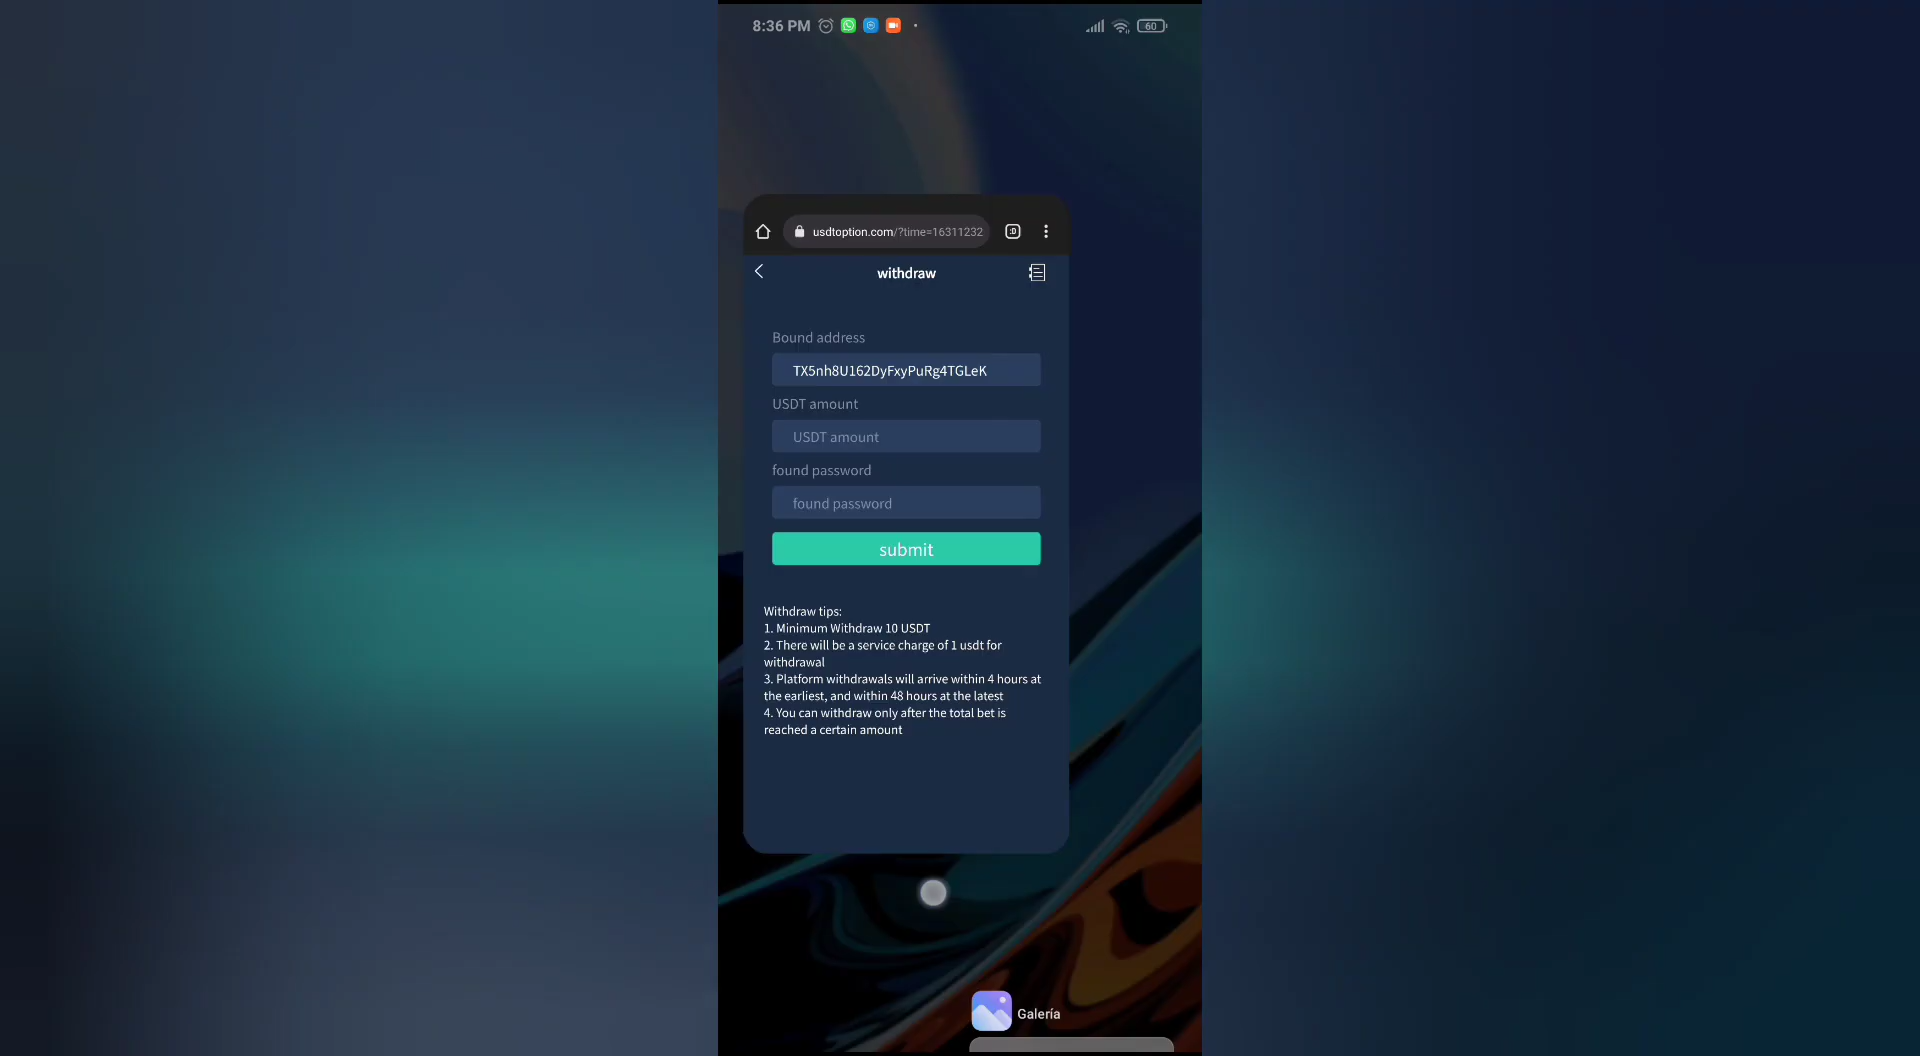 8:36 PM
60
usdtoption.com/?time=16311232
:D
withdraw
Bound address
TX5nh8U162DyFxyPuRg4TGLeK
USDT amount
USDT amount
found password
found password
submit
Withdraw tips:
1. Minimum Withdraw 10 USDT
2. There will be a service charge of 1 usdt for
withdrawal
3. Platform withdrawals will arrive within 4 hours at
the earliest, and within 48 hours at the latest
4. You can withdraw only after the total bet is
reached a certain amount
Galería